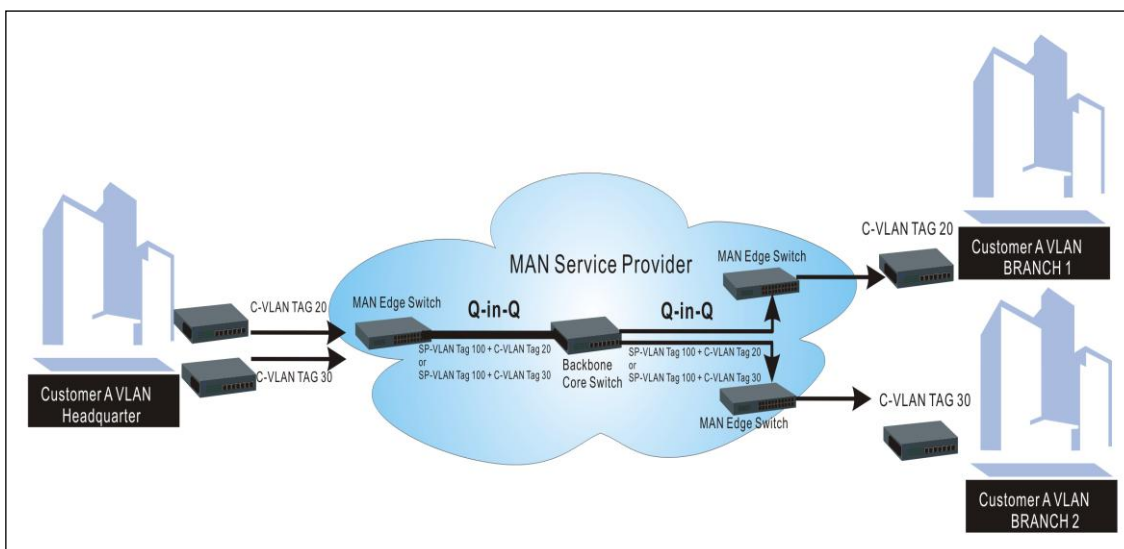 C-VLAN TAG 20
C-VLAN TAG 30
Customer A VLAN
Headquarter
MAN Service Provider
MAN Edge Switch
Q-in-Q
SP-VLAN Tag 100 + C-VLAN Tag 20
or
SP-VLAN Tag 100 + C-VLAN Tag 30
Backbone
Core Switch
Q-in-Q
SP-VLAN Tag 100 + C-VLAN Tag 20
or
SP-VLAN Tag 100 + C-VLAN Tag 30
MAN Edge Switch
MAN Edge Switch
C-VLAN TAG 20
Customer A VLAN
BRANCH 1
C-VLAN TAG 30
Customer A VLAN
BRANCH 2